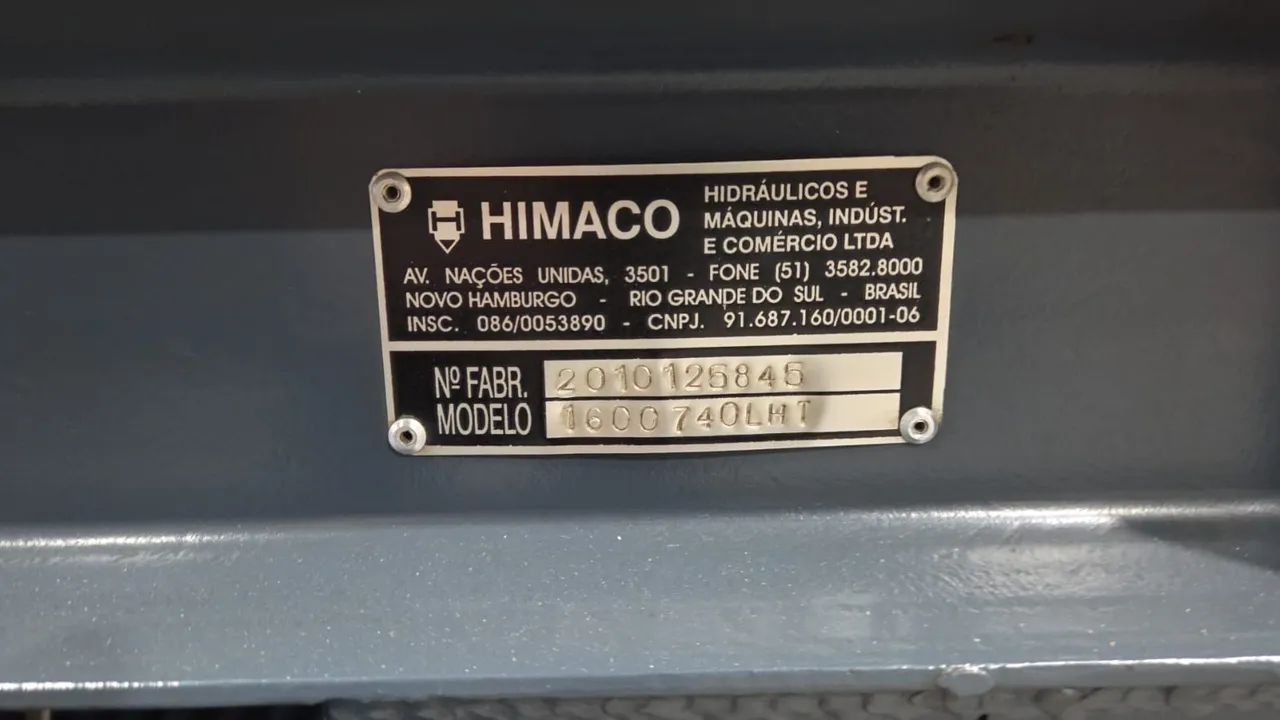 HIMACO
HIDRÁULICOS E
MÁQUINAS, INDÚST.
E COMÉRCIO LTDA
AV. NAÇÕES UNIDAS, 3501 - FONE (51) 3582.8000
NOVO HAMBURGO - RIO GRANDE DO SUL - BRASIL
INSC. 086/0053890 - CNPJ. 91.687.160/0001-06
Nº FABR. 2010125845
MODELO 1600740LHT